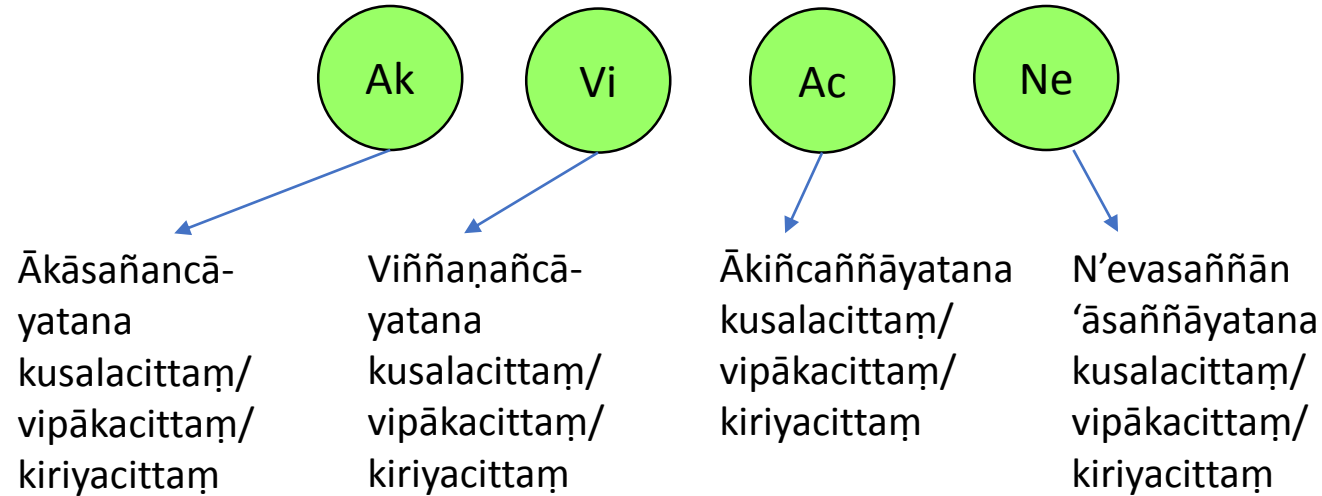 Ak
Vi
Ac
Ne
Ākāsañancā-
yatana
kusalacittaṃ/
vipākacittaṃ/
kiriyacittaṃ
Viññaṇañcā-
yatana
kusalacittaṃ/
vipākacittaṃ/
kiriyacittaṃ
Ākiñcaññāyatana
kusalacittaṃ/
vipākacittaṃ/
kiriyacittaṃ
N’evasaññān
‘āsaññāyatana
kusalacittaṃ/
vipākacittaṃ/
kiriyacittaṃ